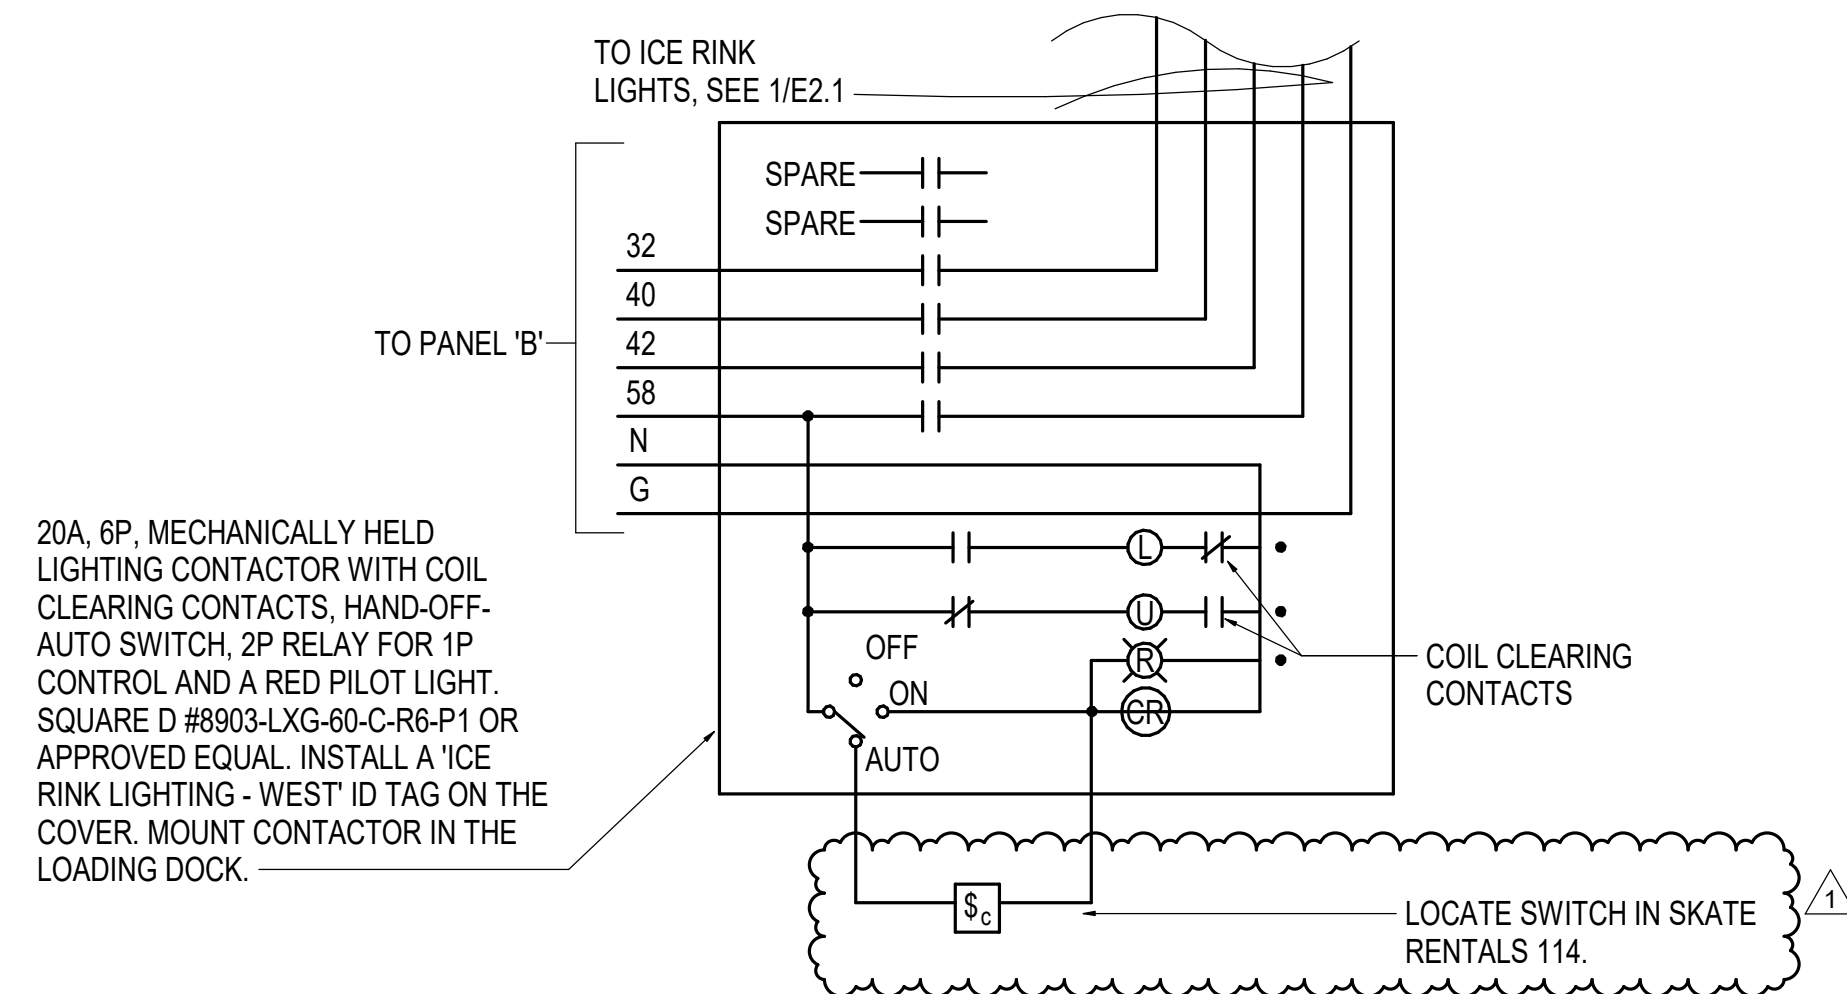 TO ICE RINK
LIGHTS, SEE 1/E2.1
SPARE
SPARE
32
40
42
58
N
G
TO PANEL 'B'
20A, 6P, MECHANICALLY HELD
LIGHTING CONTACTOR WITH COIL
CLEARING CONTACTS, HAND-OFF-
AUTO SWITCH, 2P RELAY FOR 1P
CONTROL AND A RED PILOT LIGHT.
SQUARE D #8903-LXG-60-C-R6-P1 OR
APPROVED EQUAL. INSTALL A 'ICE
RINK LIGHTING - WEST' ID TAG ON THE
COVER. MOUNT CONTACTOR IN THE
LOADING DOCK.
L
U
R
CR
OFF
ON
AUTO
COIL CLEARING
CONTACTS
$C
LOCATE SWITCH IN SKATE
RENTALS 114.
1